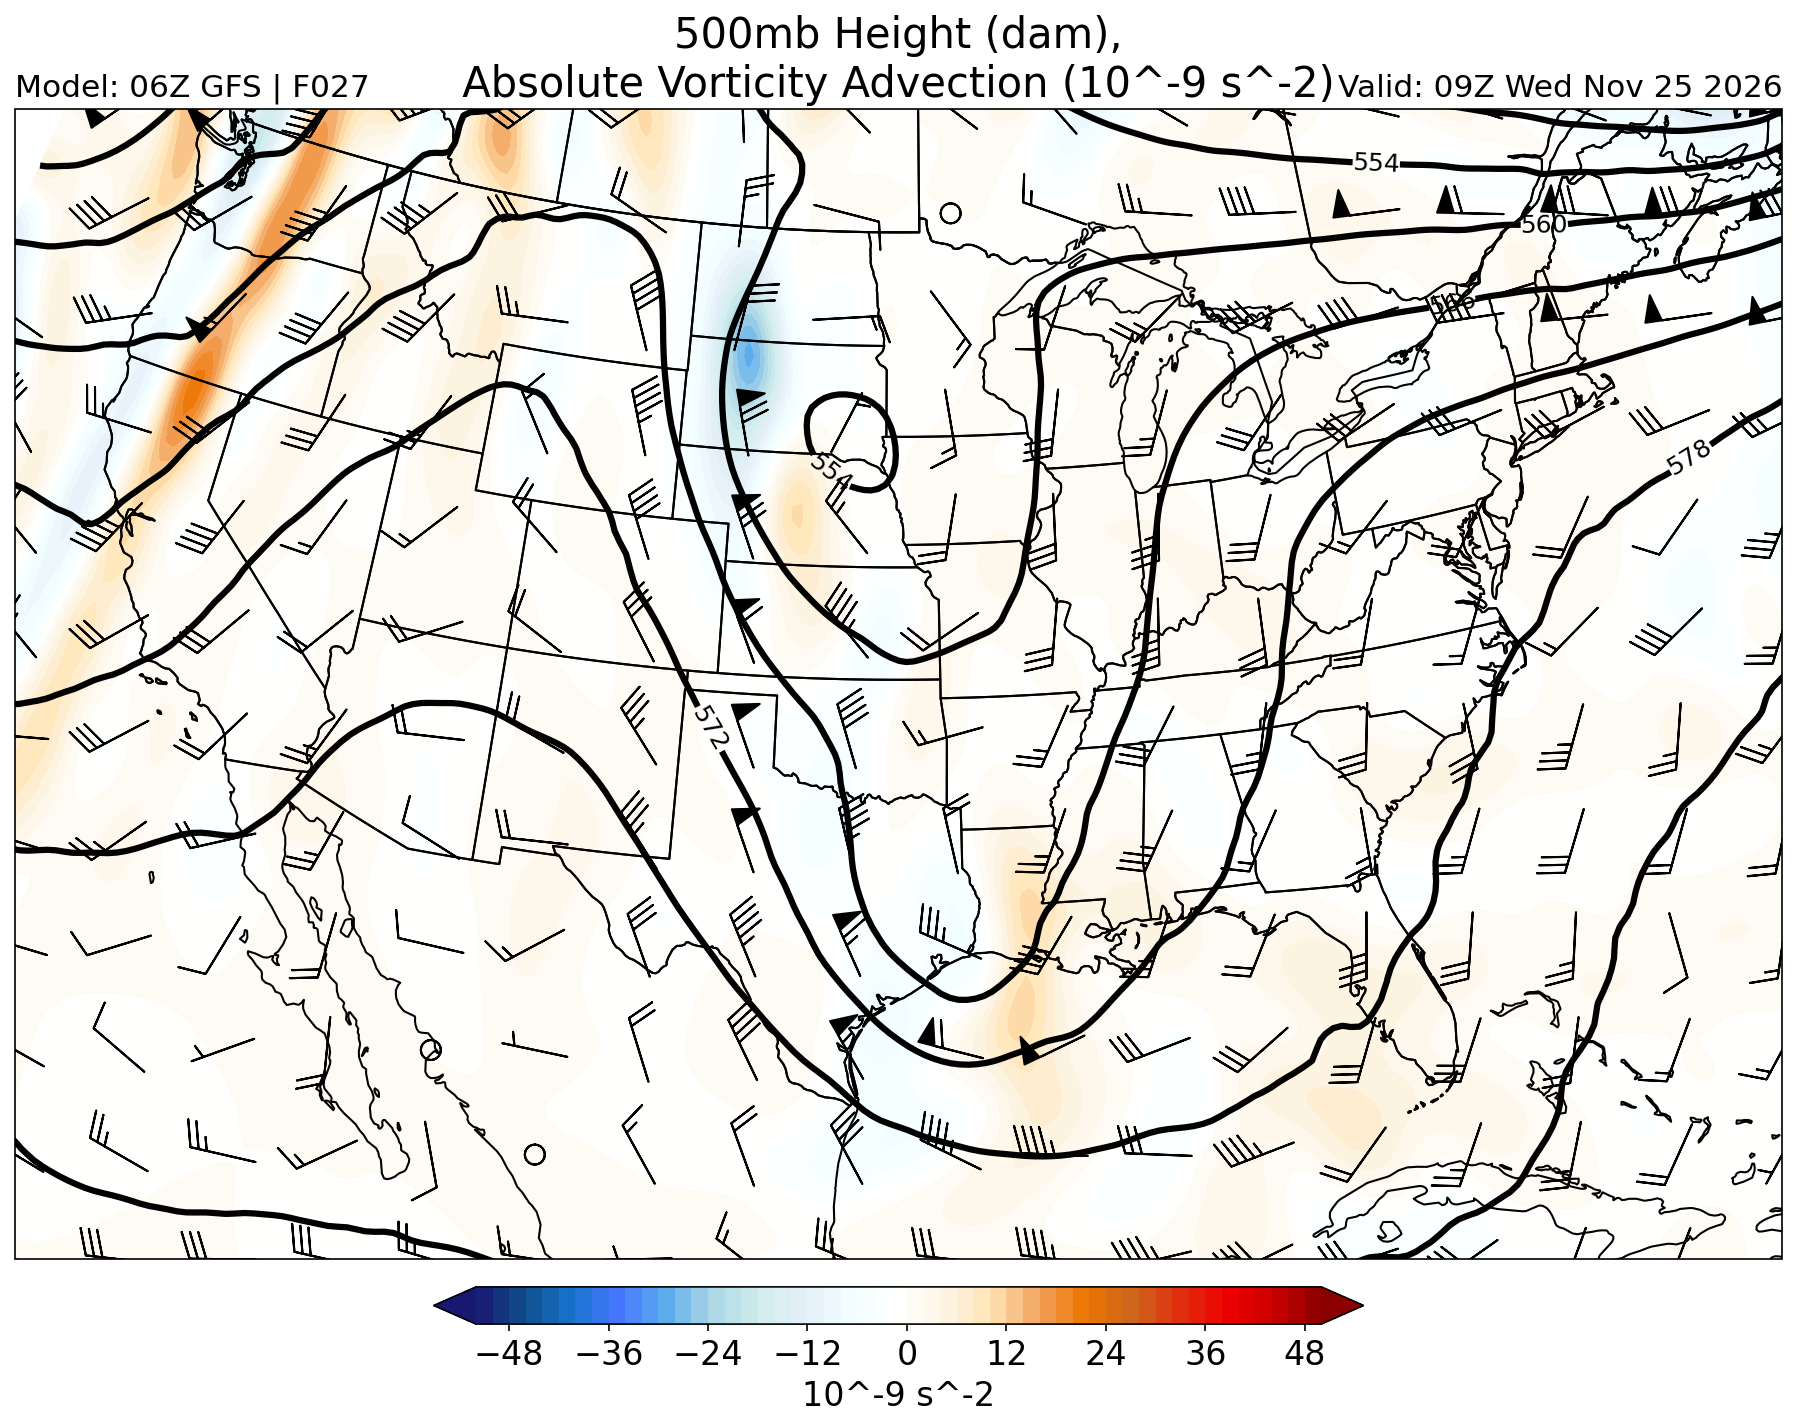 500mb Height (dam),
Model: 06Z GFS | F027
Absolute Vorticity Advection (10^-9 s^-2)
Valid: 09Z Wed Nov 25 2026
554
560
566
578
554
572
−48 −36 −24 −12 0 12 24 36 48
10^-9 s^-2